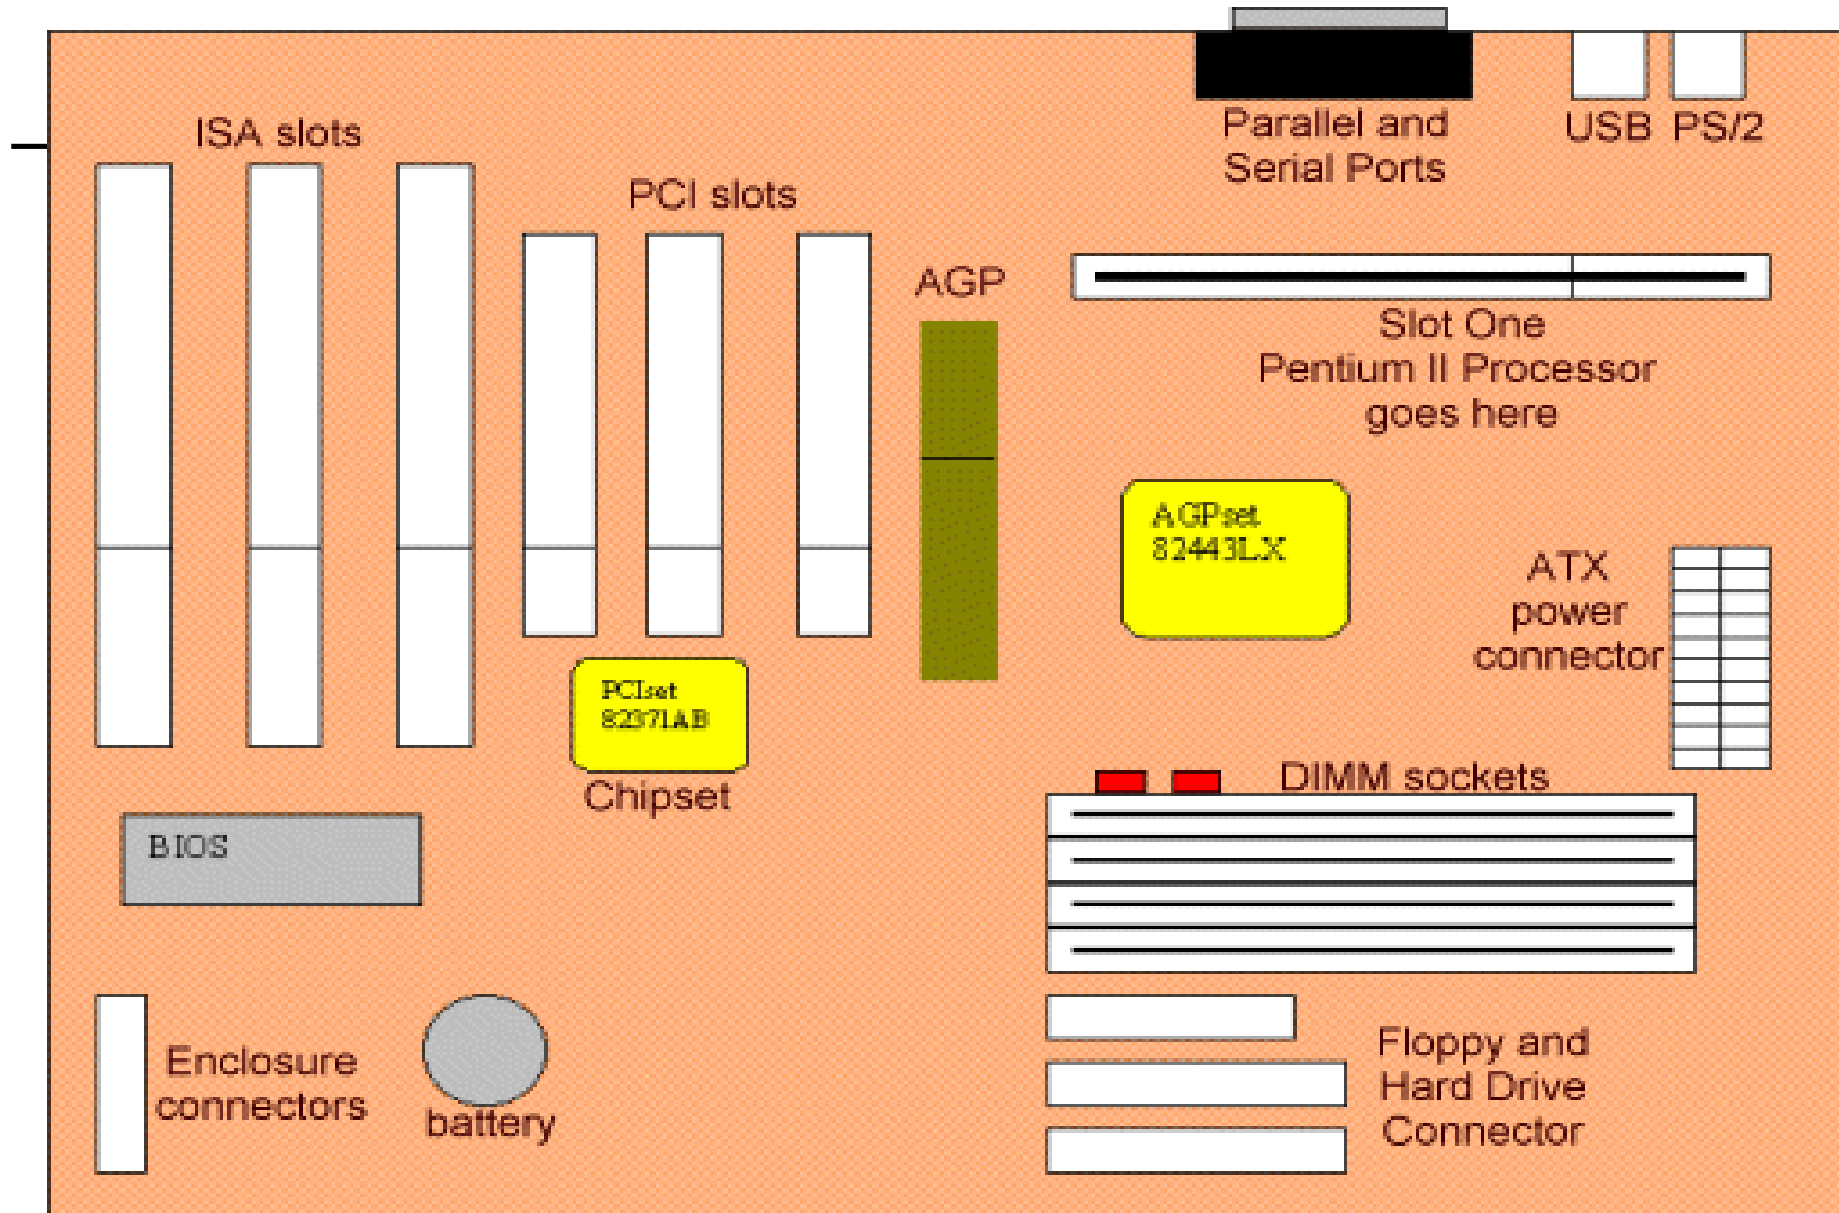 Parallel and
Serial Ports
USB
PS/2
ISA slots
PCI slots
AGP
Slot One
Pentium II Processor
goes here
AGPset
82443LX
ATX
power
connector
PCIset
82371AB
Chipset
DIMM sockets
BIOS
Enclosure
connectors
battery
Floppy and
Hard Drive
Connector